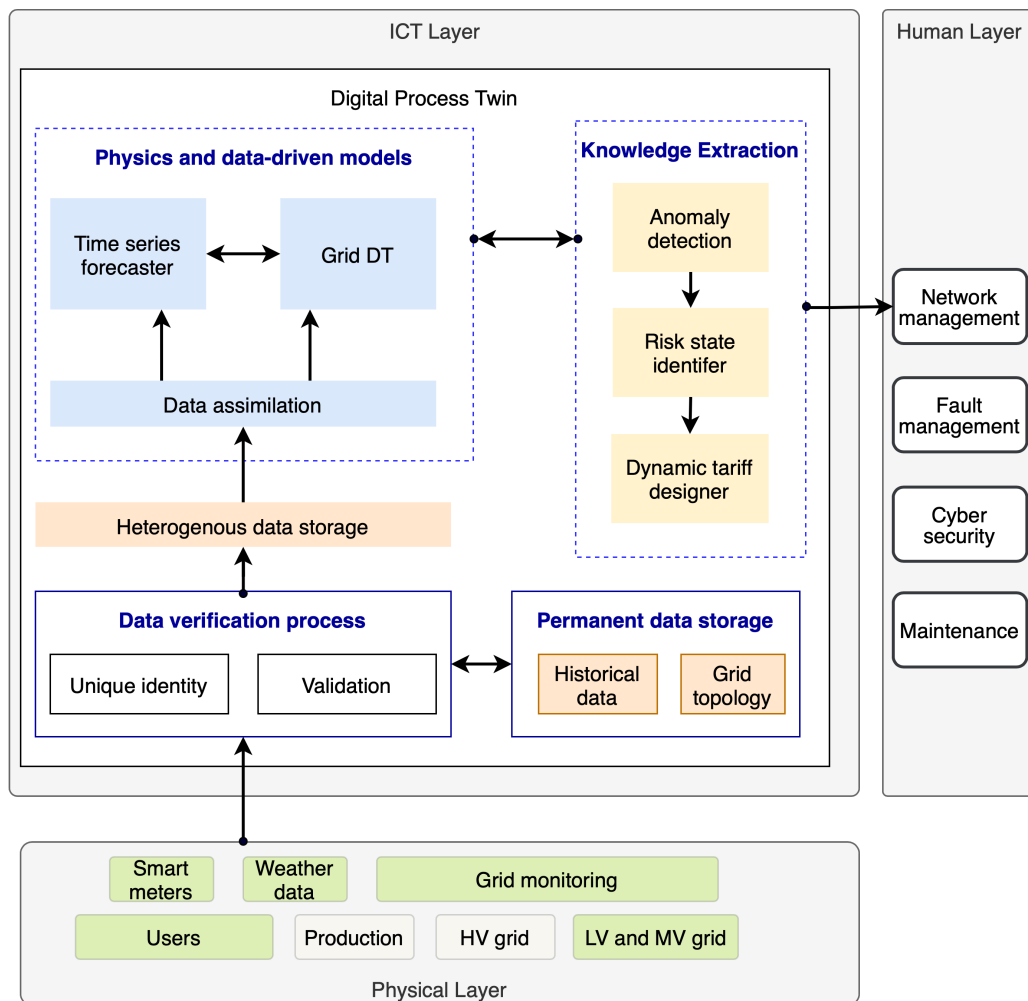 ICT Layer
Human Layer
Digital Process Twin
Physics and data-driven models
Knowledge Extraction
Time series
forecaster
Grid DT
Anomaly
detection
Network
management
Risk state
identifer
Data assimilation
Fault
management
Dynamic tariff
designer
Heterogenous data storage
Cyber
security
Data verification process
Permanent data storage
Maintenance
Unique identity
Validation
Historical
data
Grid
topology
Smart
meters
Weather
data
Grid monitoring
Users
Production
HV grid
LV and MV grid
Physical Layer